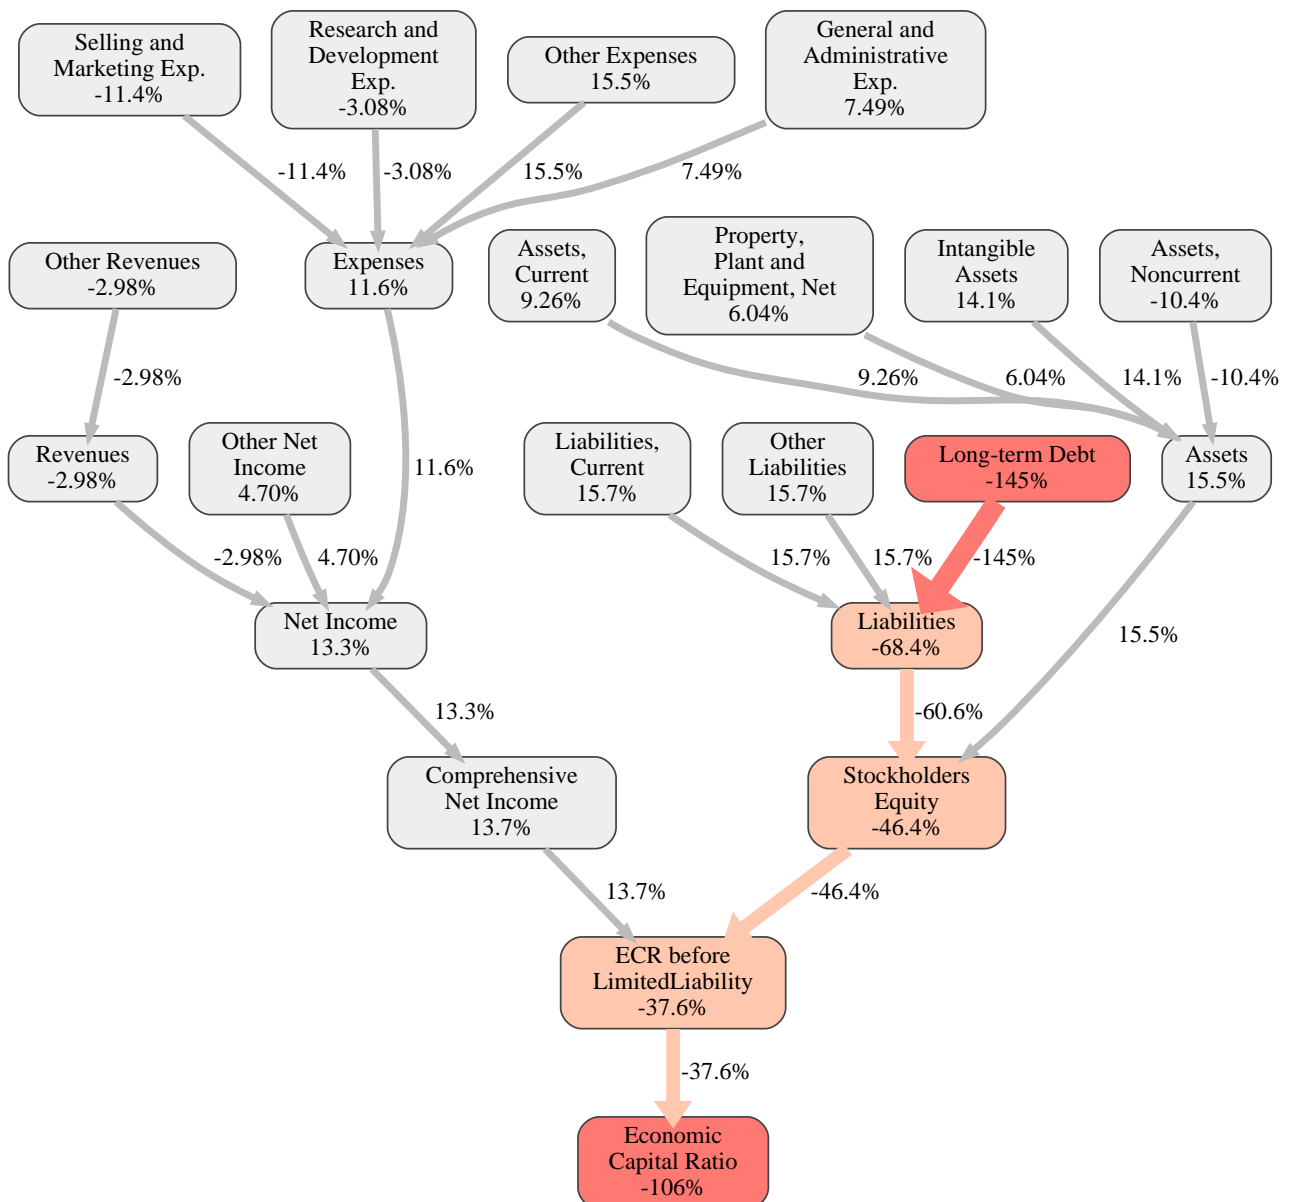 Selling and
Marketing Exp.
-11.4%
Research and
Development
Exp.
-3.08%
Other Expenses
15.5%
General and
Administrative
Exp.
7.49%
-11.4%
-3.08%
15.5%
7.49%
Other Revenues
-2.98%
Expenses
11.6%
Assets,
Current
9.26%
Property,
Plant and
Equipment, Net
6.04%
Intangible
Assets
14.1%
Assets,
Noncurrent
-10.4%
-2.98%
9.26%
6.04%
14.1%
-10.4%
Revenues
-2.98%
Other Net
Income
4.70%
11.6%
Liabilities,
Current
15.7%
Other
Liabilities
15.7%
Long-term Debt
-145%
Assets
15.5%
-2.98%
4.70%
15.7%
15.7%
-145%
Net Income
13.3%
Liabilities
-68.4%
15.5%
13.3%
-60.6%
Comprehensive
Net Income
13.7%
Stockholders
Equity
-46.4%
13.7%
-46.4%
ECR before
LimitedLiability
-37.6%
-37.6%
Economic
Capital Ratio
-106%